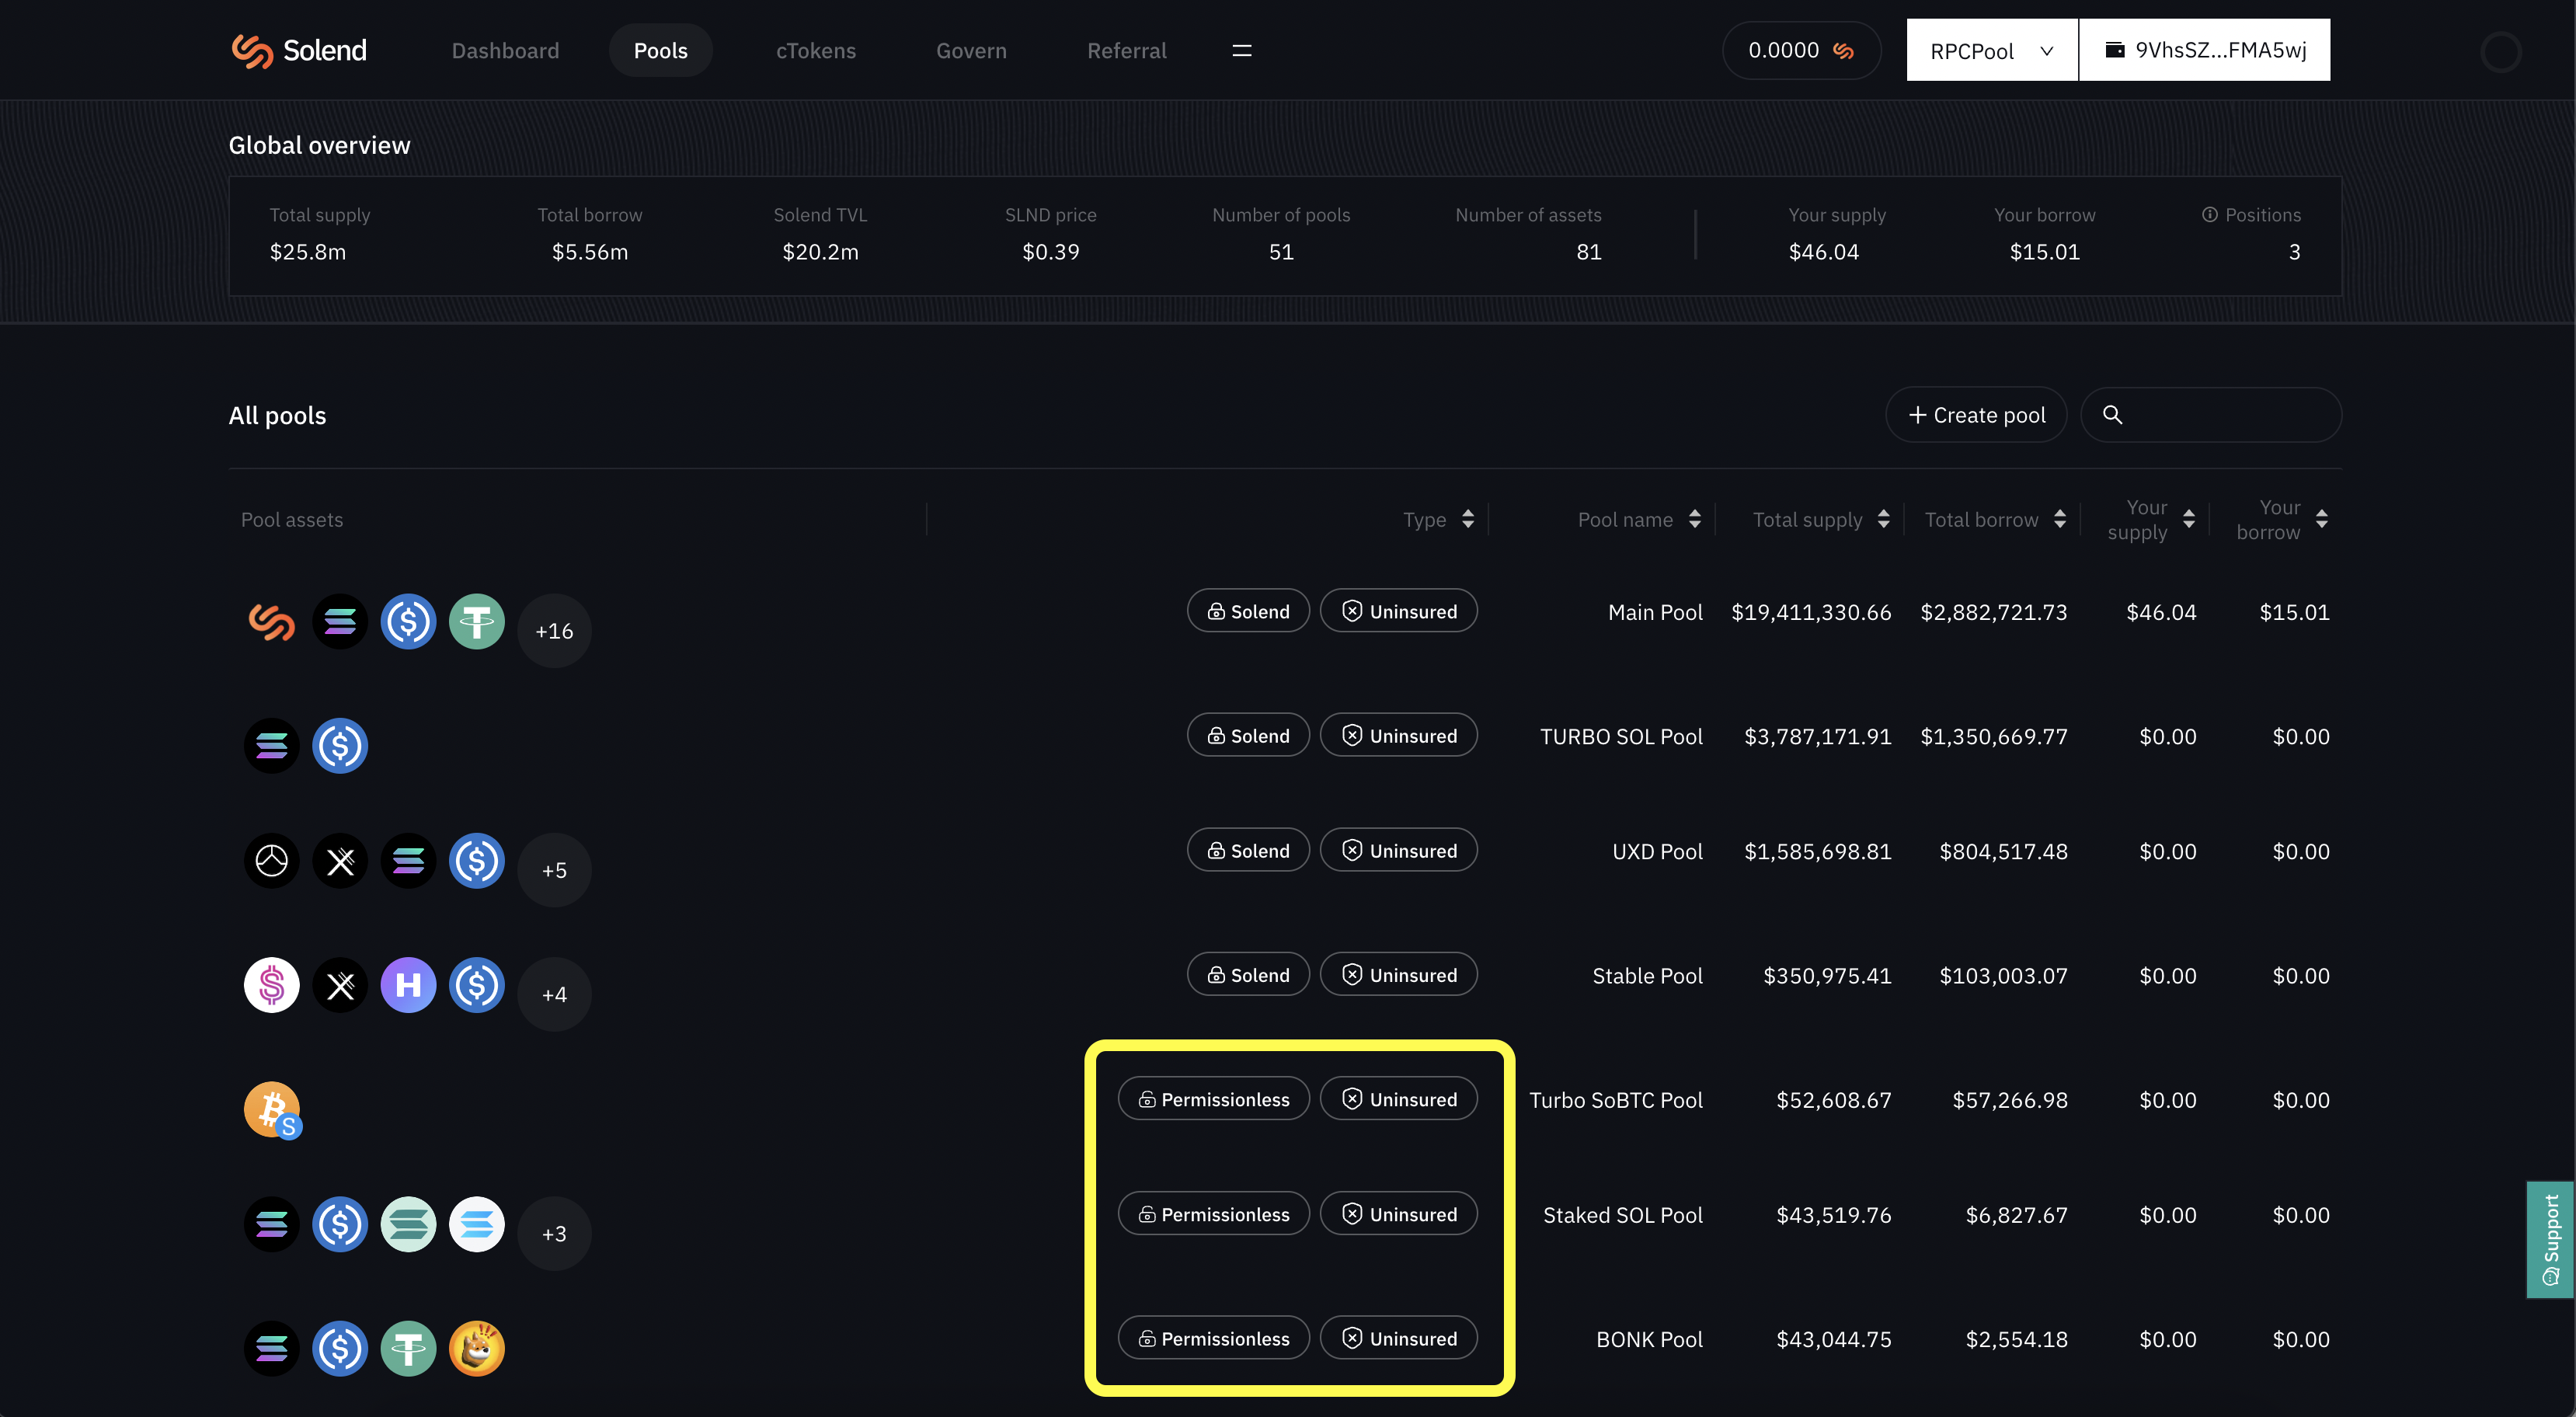 Solend Dashboard Pools cTokens Govern Referral 0.0000 RPCPool 9VhsSZ...FMA5wj
Global overview
Total supply Total borrow Solend TVL SLND price Number of pools Number of assets Your supply Your borrow Positions
$25.8m $5.56m $20.2m $0.39 51 81 $46.04 $15.01 3
All pools + Create pool
Pool assets Type Pool name Total supply Total borrow Your supply Your borrow
+16 Solend Uninsured Main Pool $19,411,330.66 $2,882,721.73 $46.04 $15.01
Solend Uninsured TURBO SOL Pool $3,787,171.91 $1,350,669.77 $0.00 $0.00
+5 Solend Uninsured UXD Pool $1,585,698.81 $804,517.48 $0.00 $0.00
+4 Solend Uninsured Stable Pool $350,975.41 $103,003.07 $0.00 $0.00
Permissionless Uninsured Turbo SoBTC Pool $52,608.67 $57,266.98 $0.00 $0.00
+3 Permissionless Uninsured Staked SOL Pool $43,519.76 $6,827.67 $0.00 $0.00
Permissionless Uninsured BONK Pool $43,044.75 $2,554.18 $0.00 $0.00
Support